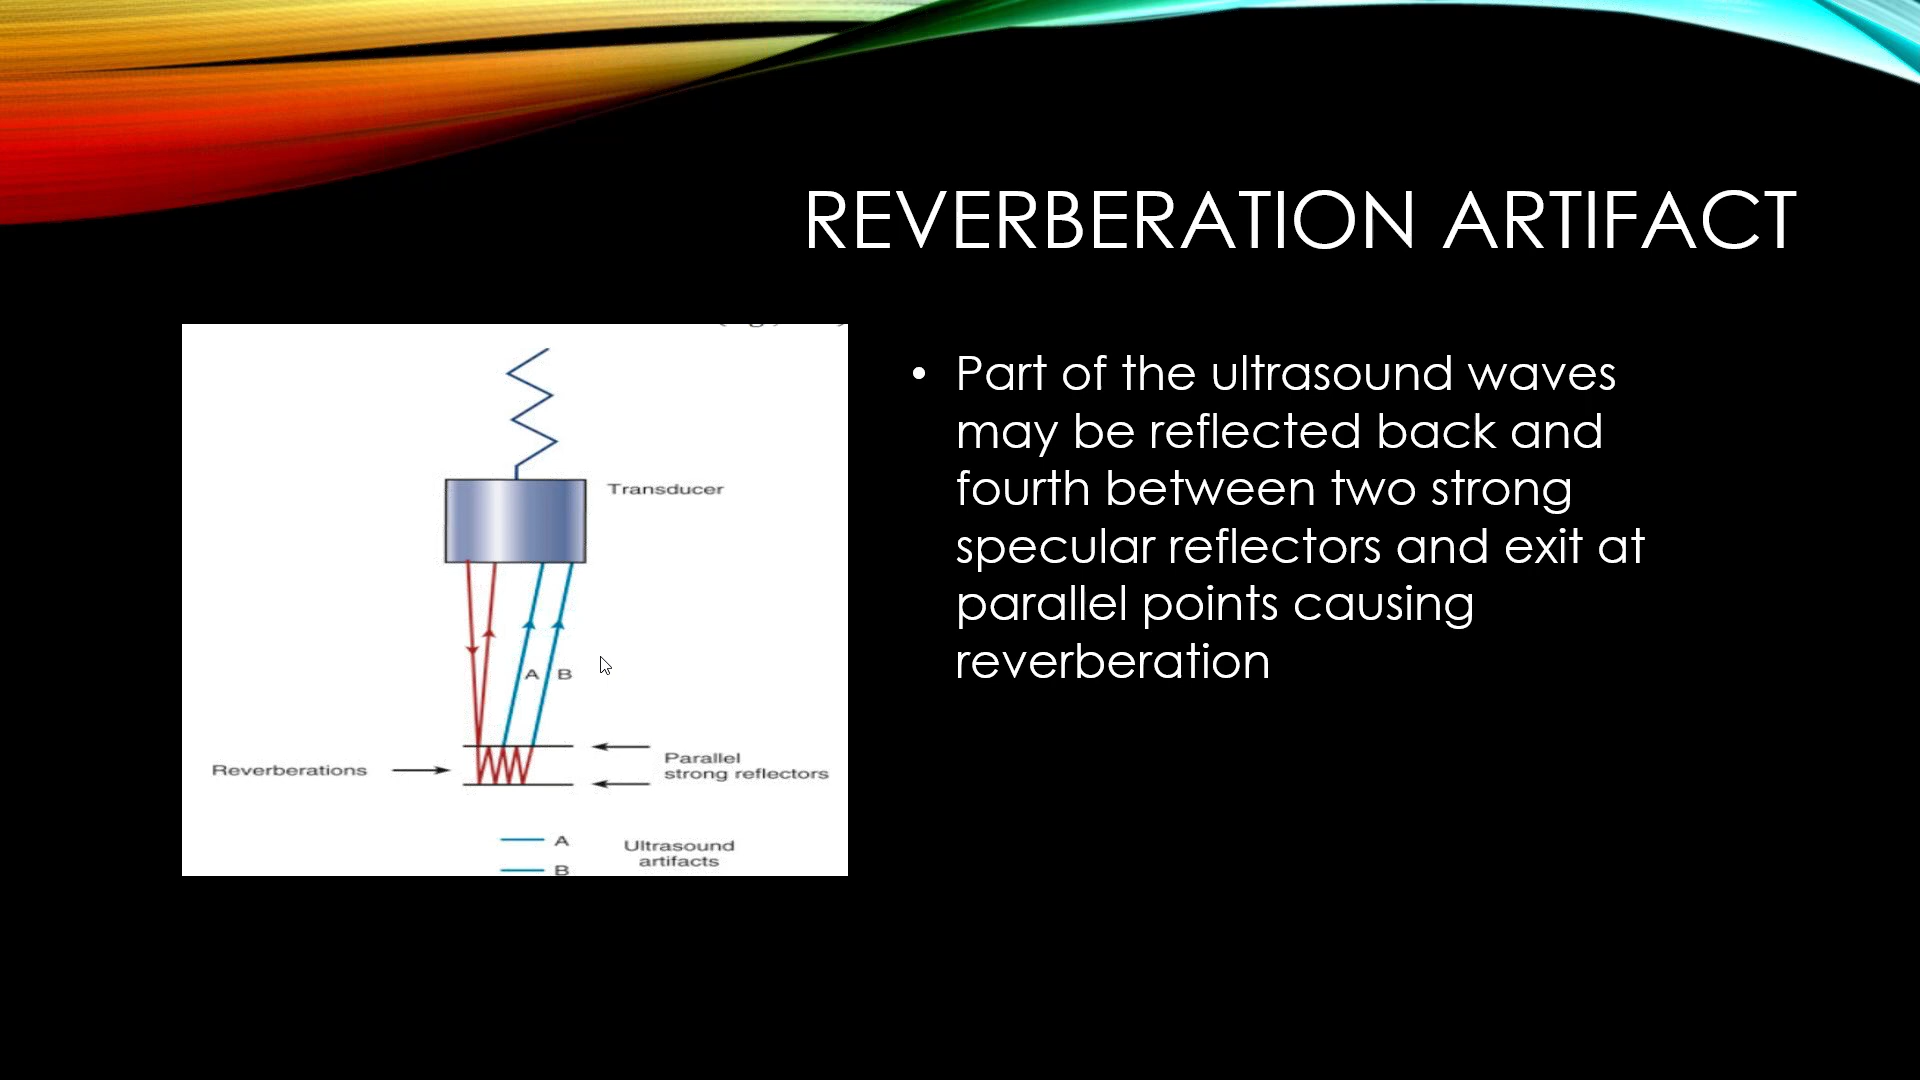 REVERBERATION ARTIFACT
Transducer
A B
Reverberations
Parallel
strong reflectors
A
Ultrasound
artifacts
B
• Part of the ultrasound waves
may be reflected back and
fourth between two strong
specular reflectors and exit at
parallel points causing
reverberation